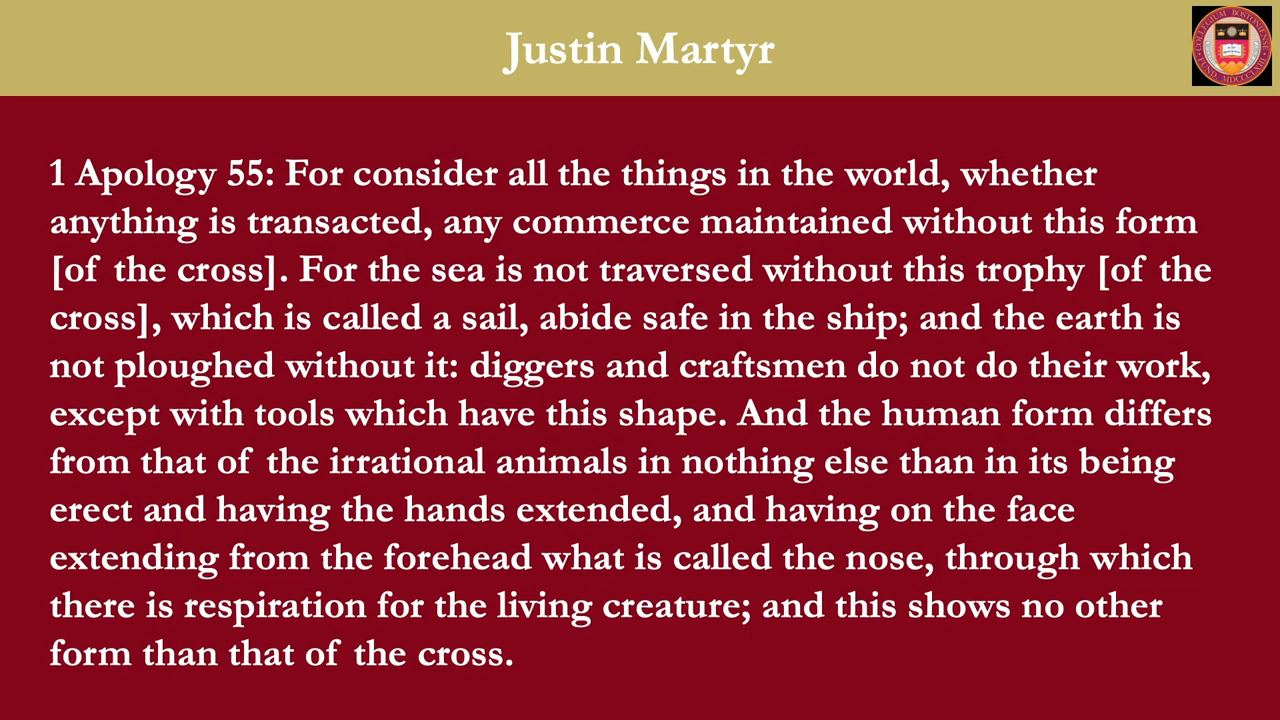 Justin Martyr
1 Apology 55: For consider all the things in the world, whether
anything is transacted, any commerce maintained without this form
[of the cross]. For the sea is not traversed without this trophy [of the
cross], which is called a sail, abide safe in the ship; and the earth is
not ploughed without it: diggers and craftsmen do not do their work,
except with tools which have this shape. And the human form differs
from that of the irrational animals in nothing else than in its being
erect and having the hands extended, and having on the face
extending from the forehead what is called the nose, through which
there is respiration for the living creature; and this shows no other
form than that of the cross.